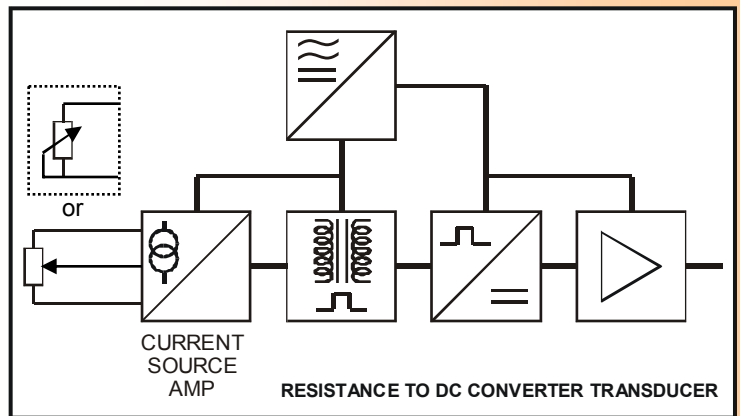 or
CURRENT
SOURCE
AMP
RESISTANCE TO DC CONVERTER TRANSDUCER